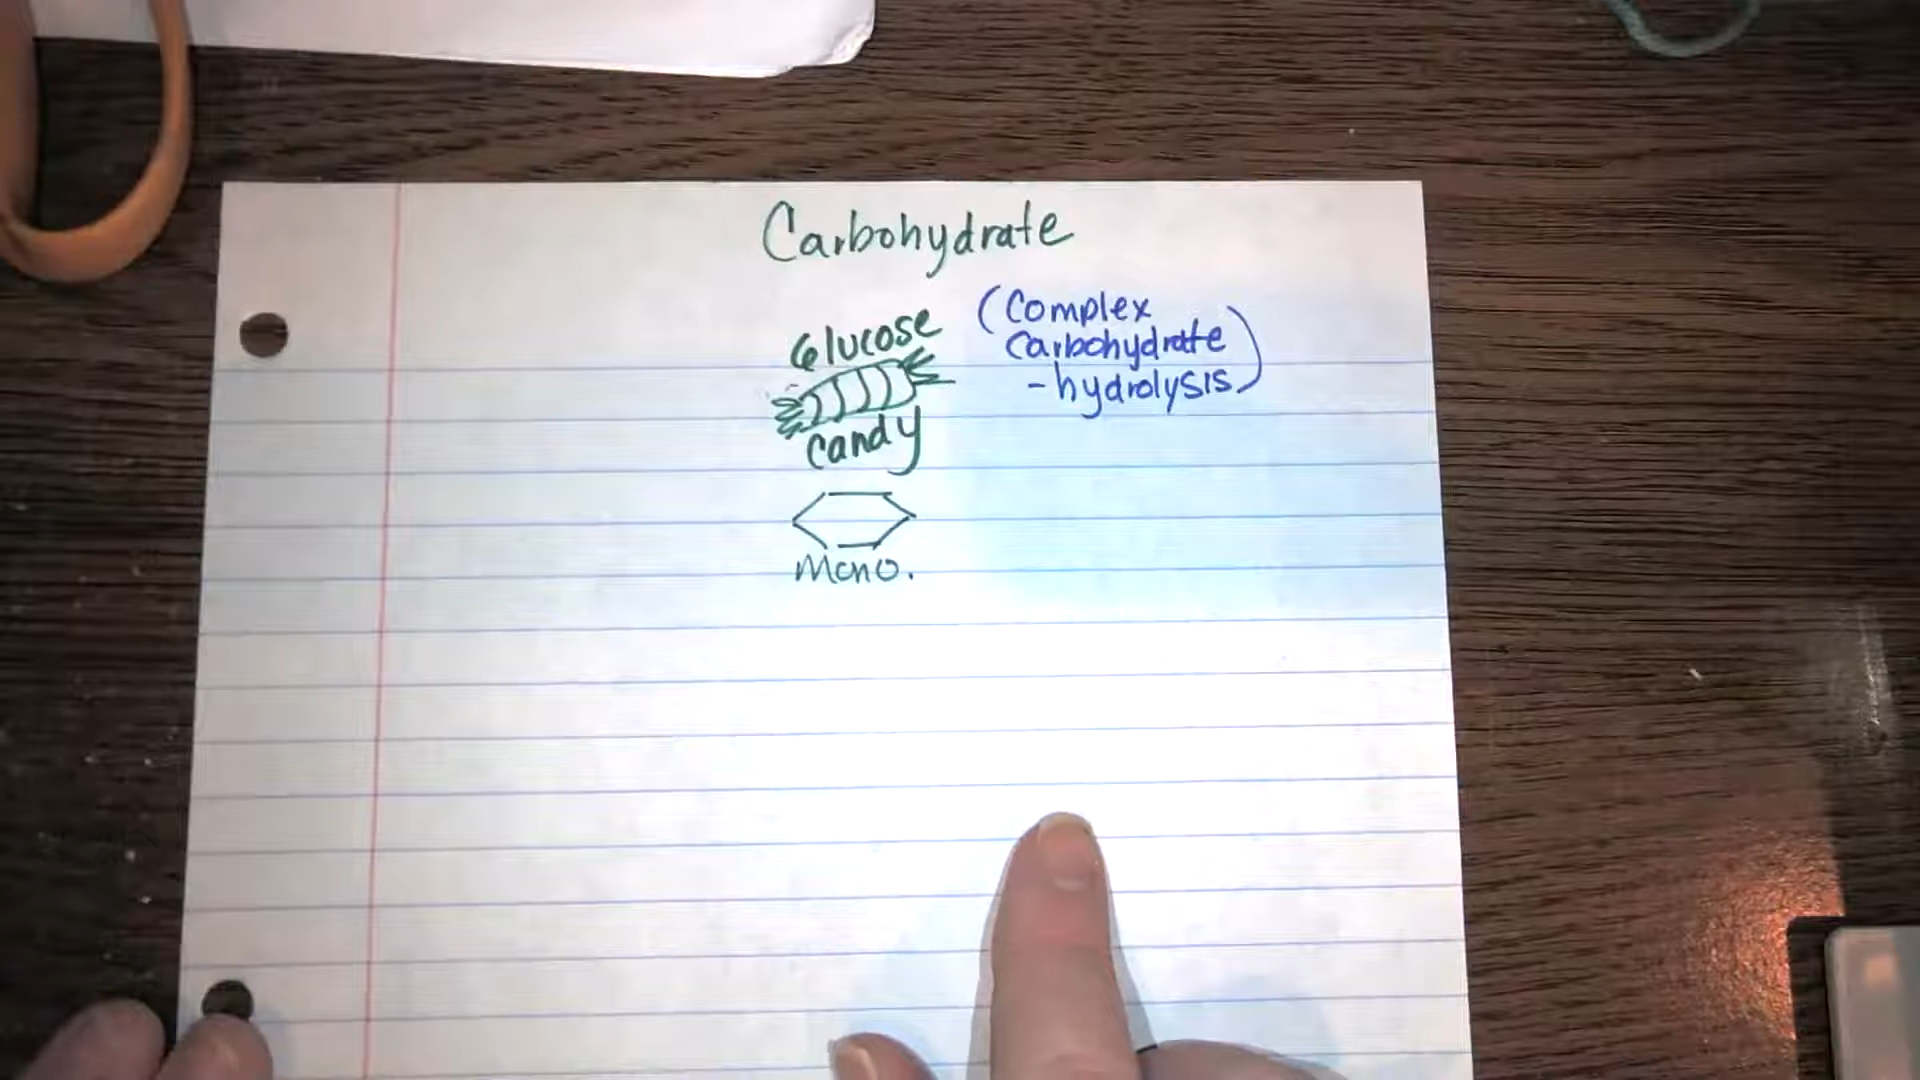 Carbohydrate
Glucose
candy
(Complex
Carbohydrate
- hydrolysis)
Mono.